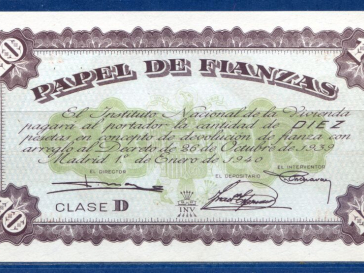 PAPEL DE FIANZAS
El Instituto Nacional de la Vivienda
pagará al portador la cantidad de DIEZ
pesetas en concepto de devolución de fianza con
arreglo al Decreto de 26 de Octubre de 1939
Madrid 1º de Enero de 1940
EL DIRECTOR
EL DEPOSITARIO
EL INTERVENTOR
CLASE D
INV